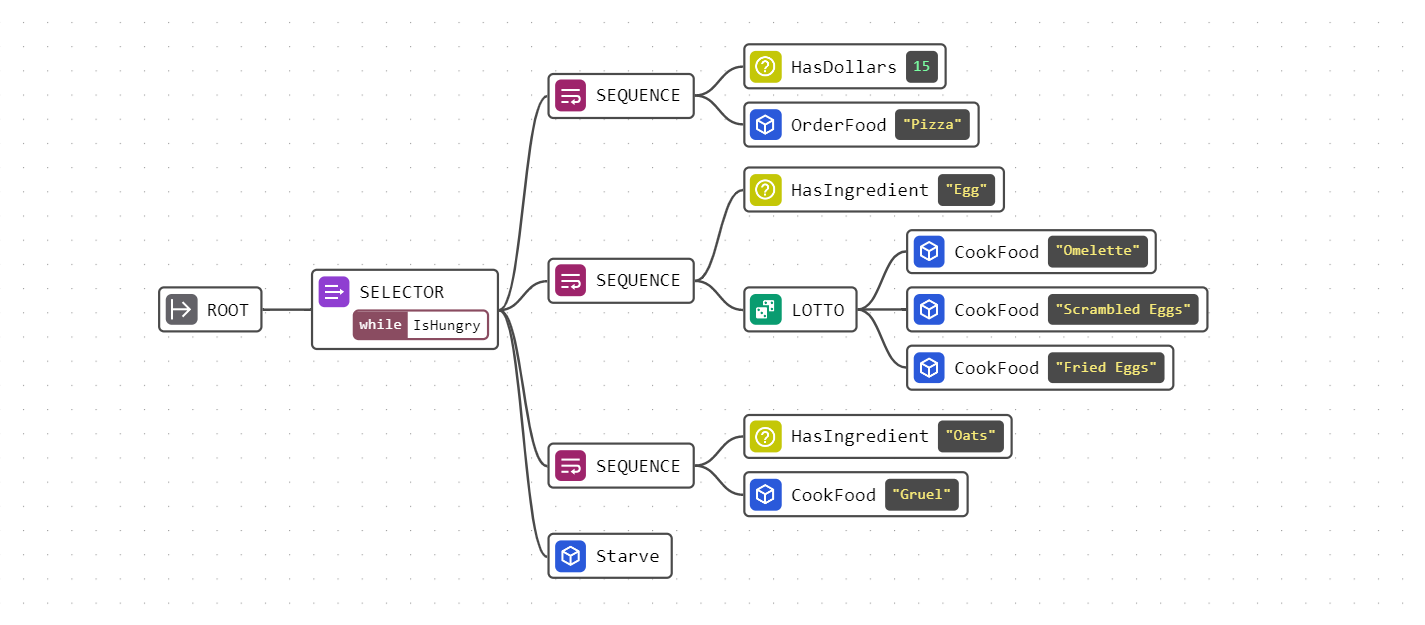 ROOT
SELECTOR
while IsHungry
SEQUENCE
HasDollars 15
OrderFood "Pizza"
SEQUENCE
HasIngredient "Egg"
LOTTO
CookFood "Omelette"
CookFood "Scrambled Eggs"
CookFood "Fried Eggs"
SEQUENCE
HasIngredient "Oats"
CookFood "Gruel"
Starve